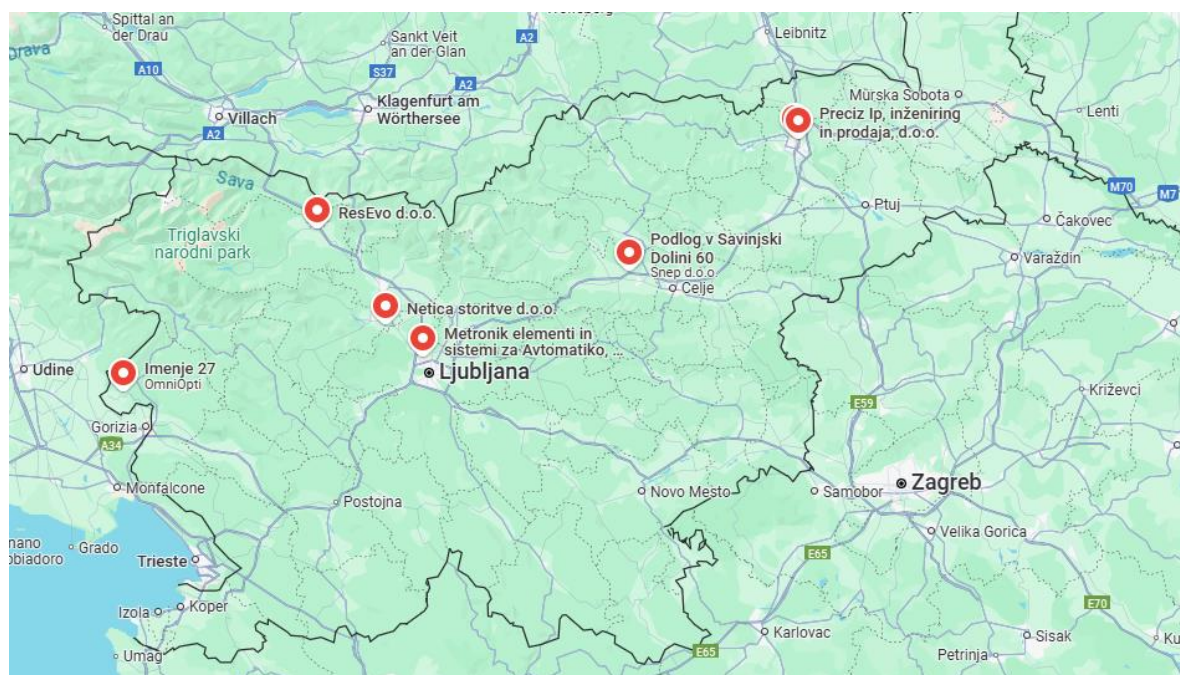 Spittal an
der Drau
Sankt Veit
an der Glan
A2
Leibnitz
Drava
A10
S37
A2
Klagenfurt am
Wörthersee
Villach
A2
Murska Sobota
Lenti
Preciz Ip, inženiring
in prodaja, d.o.o.
Sava
M70
M7
Ptuj
Čakovec
ResEvo d.o.o.
Triglavski
narodni park
Podlog v Savinjski
Dolini 60
Snep d.o.o.
Varaždin
Celje
Netica storitve d.o.o.
Metronik elementi in
sistemi za Avtomatiko, ...
Udine
Imenje 27
OmniOpti
Ljubljana
Križevci
E59
Gorizia
A34
Monfalcone
Postojna
Novo Mesto
Samobor
Zagreb
Velika Gorica
Grado
Trieste
E65
Izola
Koper
E70
Umag
E65
Karlovac
Sisak
Petrinja